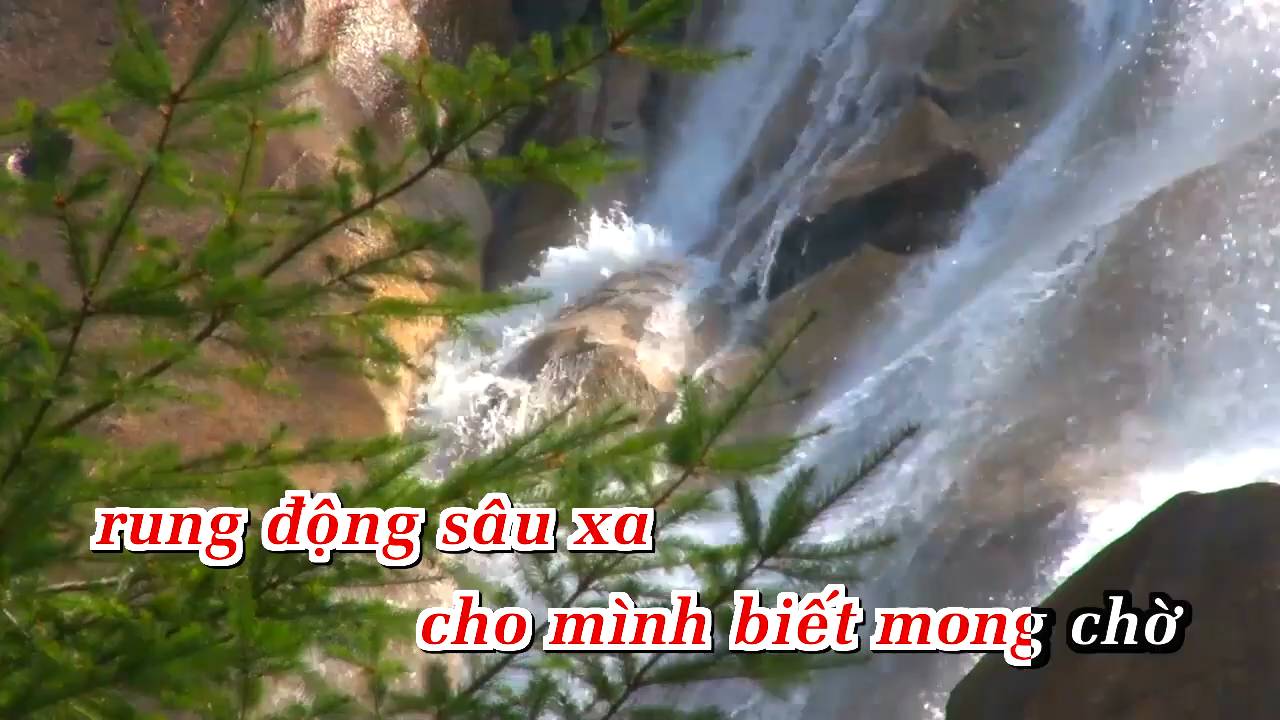 rung động sâu xa
cho mình biết mong chờ